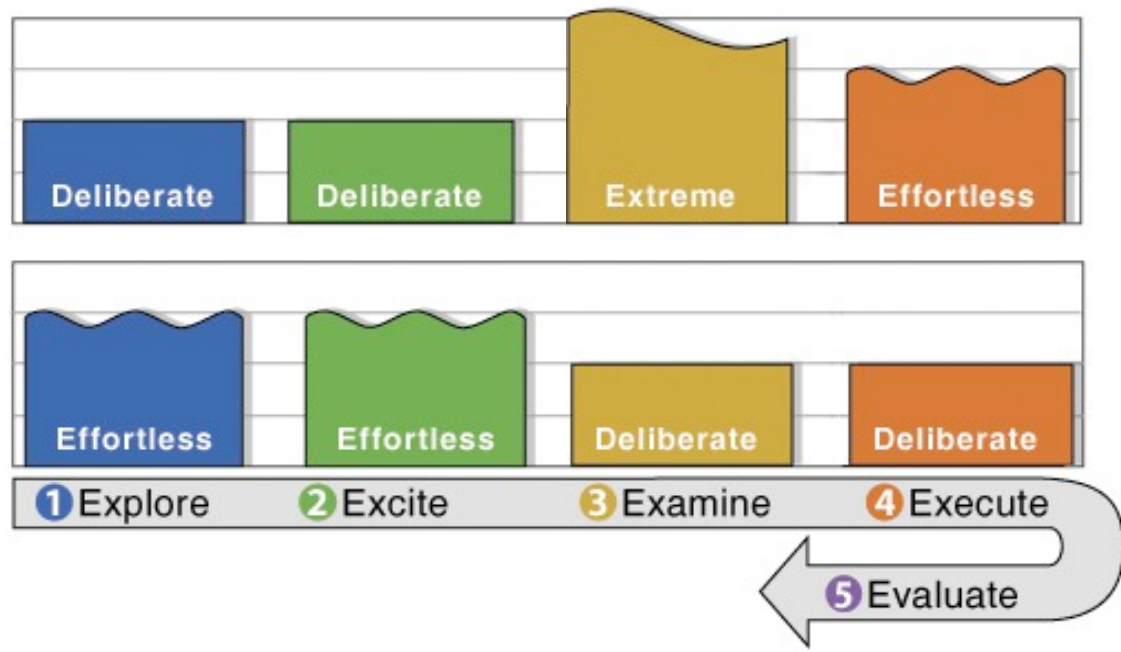 Deliberate Deliberate Extreme Effortless
Effortless Effortless Deliberate Deliberate
1 Explore 2 Excite 3 Examine 4 Execute
5 Evaluate